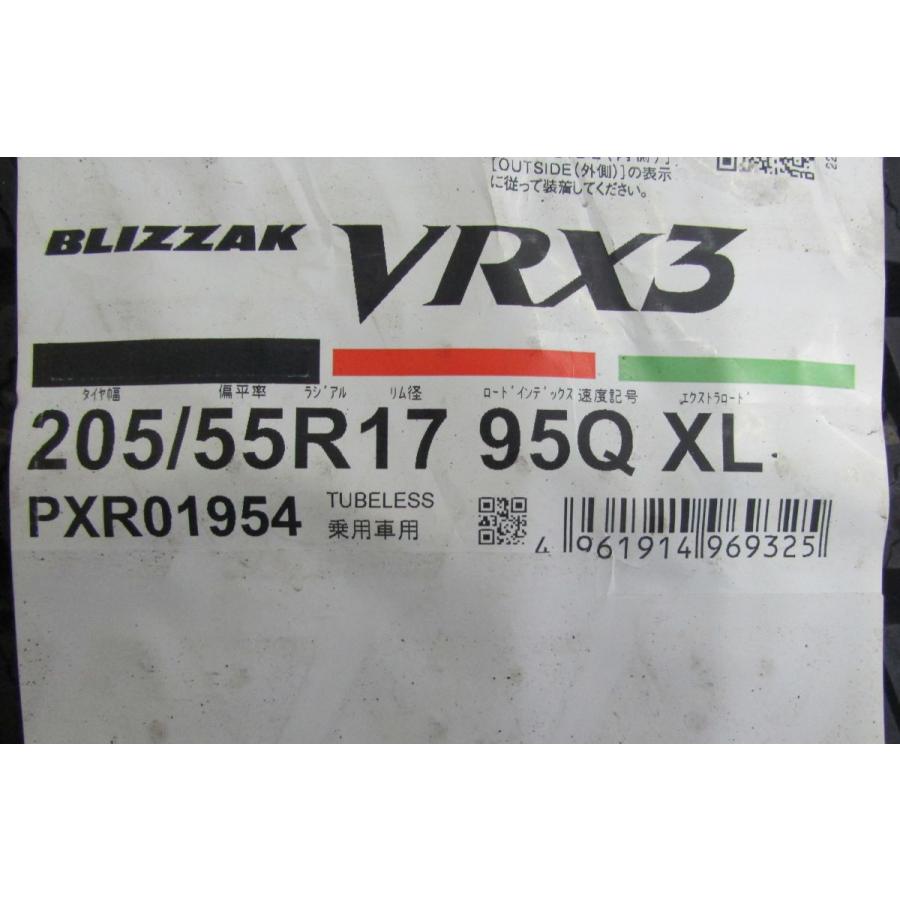 [OUTSIDE(外側)]の表示
に従って装着してください。
BLIZZAK VRX3
タイヤ幅 偏平率 ラジアル リム径 ロードインデックス 速度記号 エクストラロード
205/55R17 95Q XL
PXR01954 TUBELESS
乗用車用
4 961914 969325